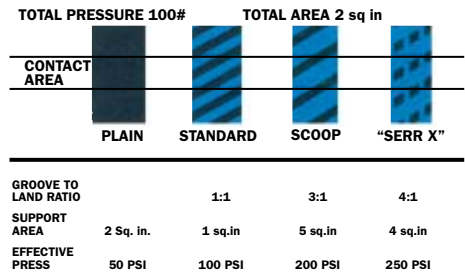 TOTAL PRESSURE 100# TOTAL AREA 2 sq in
CONTACT
AREA
PLAIN STANDARD SCOOP “SERR X”
GROOVE TO
LAND RATIO 1:1 3:1 4:1
SUPPORT
AREA 2 Sq. in. 1 sq.in 5 sq.in 4 sq.in
EFFECTIVE
PRESS 50 PSI 100 PSI 200 PSI 250 PSI